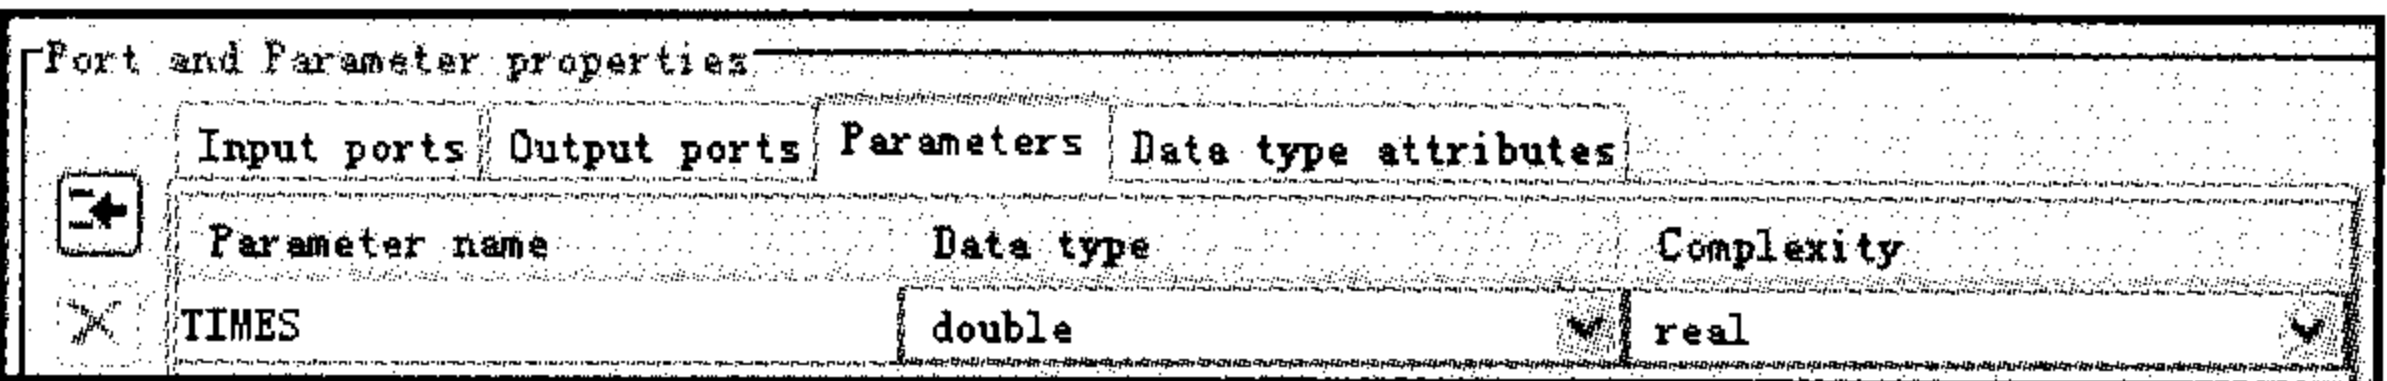 Port and Parameter properties
Input ports Output ports Parameters Data type attributes
Parameter name Data type Complexity
TIMES double real